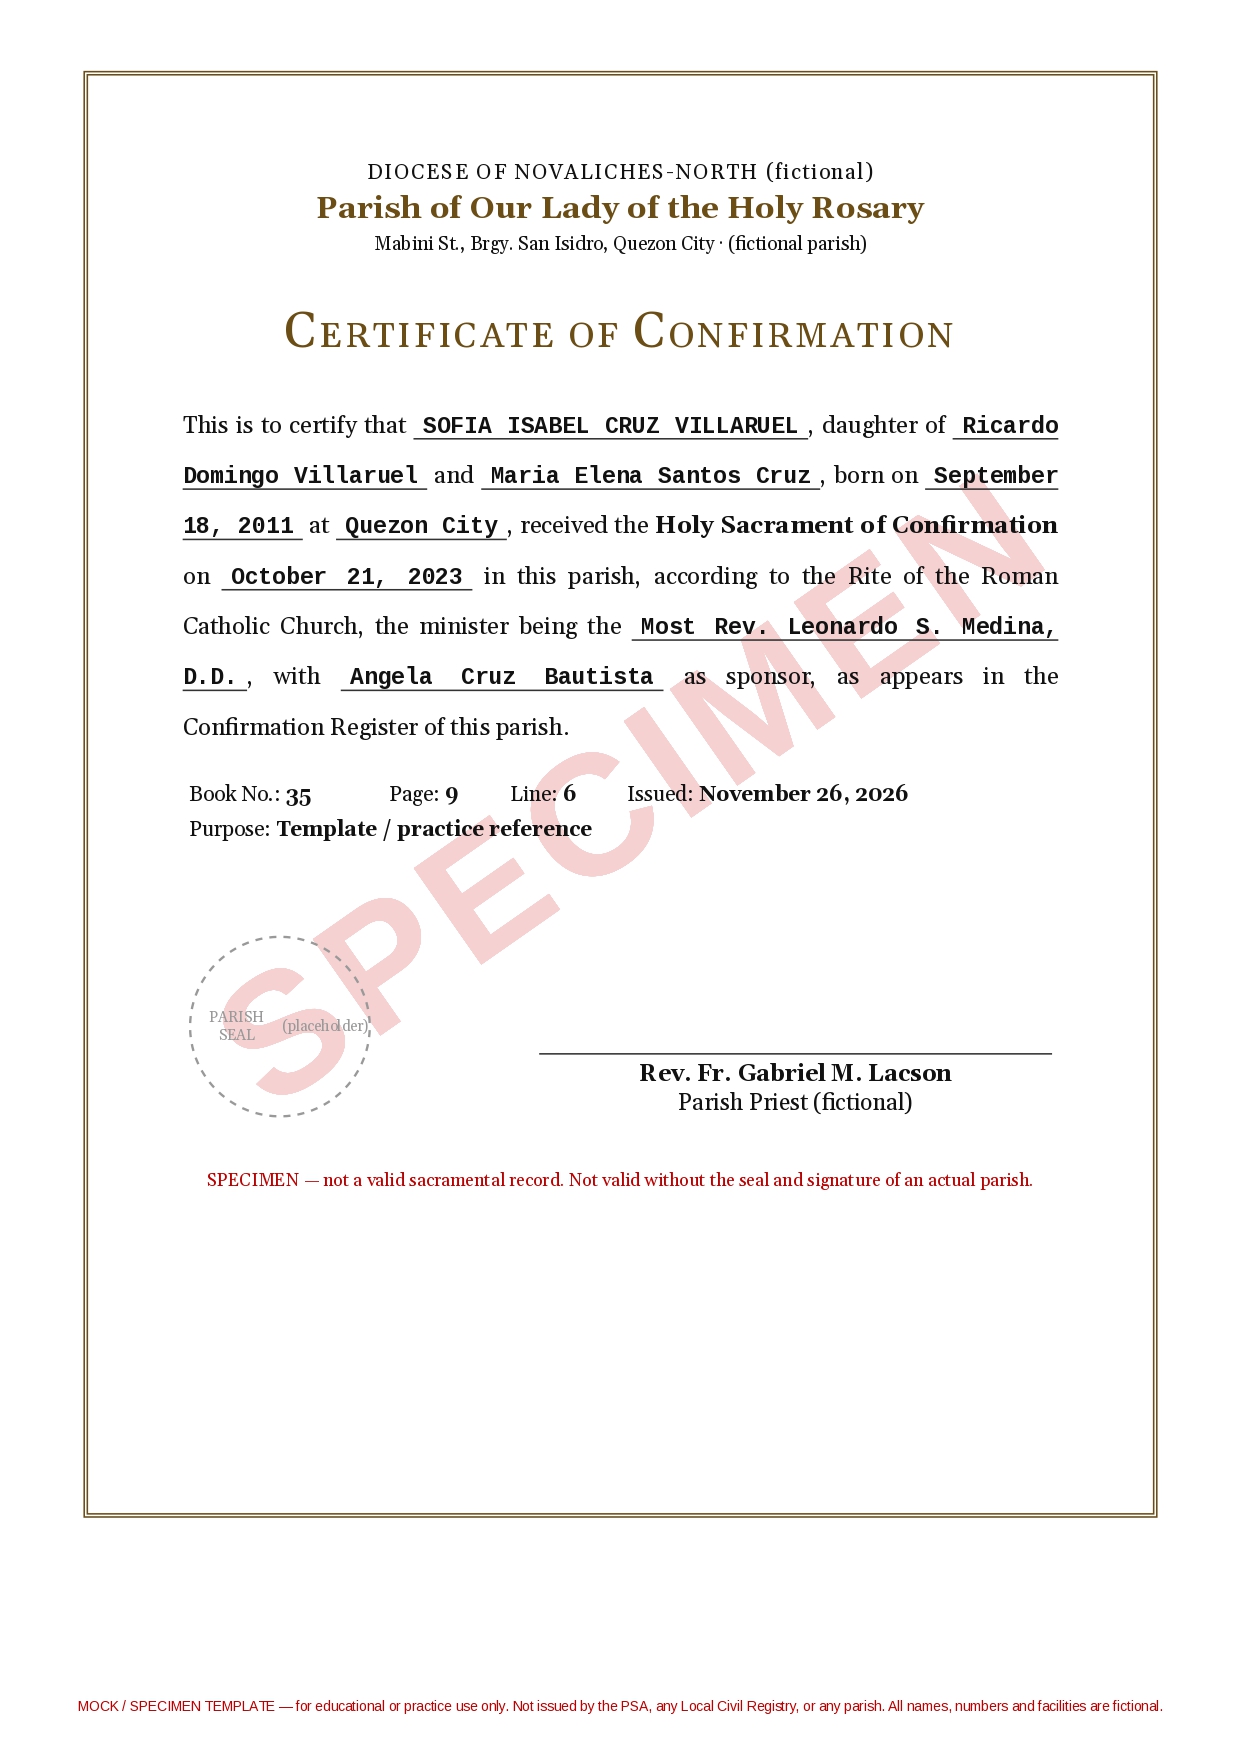 DIOCESE OF NOVALICHES-NORTH (fictional)
Parish of Our Lady of the Holy Rosary
Mabini St., Brgy. San Isidro, Quezon City · (fictional parish)
CERTIFICATE OF CONFIRMATION
This is to certify that SOFIA ISABEL CRUZ VILLARUEL, daughter of Ricardo
Domingo Villaruel and Maria Elena Santos Cruz, born on September
18, 2011 at Quezon City, received the Holy Sacrament of Confirmation
on October 21, 2023 in this parish, according to the Rite of the Roman
Catholic Church, the minister being the Most Rev. Leonardo S. Medina,
D.D., with Angela Cruz Bautista as sponsor, as appears in the
Confirmation Register of this parish.
Book No.: 35 Page: 9 Line: 6 Issued: November 26, 2026
Purpose: Template / practice reference
SPECIMEN
PARISH
SEAL
(placeholder)
Rev. Fr. Gabriel M. Lacson
Parish Priest (fictional)
SPECIMEN — not a valid sacramental record. Not valid without the seal and signature of an actual parish.
MOCK / SPECIMEN TEMPLATE — for educational or practice use only. Not issued by the PSA, any Local Civil Registry, or any parish. All names, numbers and facilities are fictional.